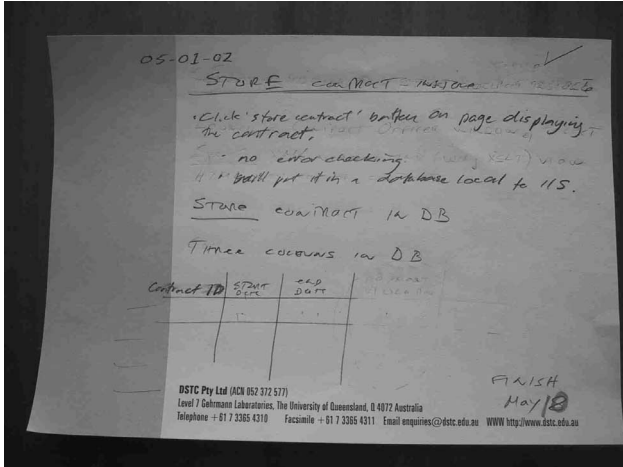 05-01-02
STORE CONTRACT -
• Click 'store contract' button on page displaying
the contract.
- no error checking
- will put it in a database local to IIS.
STORE CONTRACT IN DB
THREE COLOUMNS IN DB
Contract ID START DATE END DATE
FINISH
May 18
DSTC Pty Ltd (ACN 052 372 577)
Level 7 Gehrmann Laboratories, The University of Queensland, Q 4072 Australia
Telephone + 61 7 3365 4310 Facsimile + 61 7 3365 4311 Email enquiries@dstc.edu.au WWW http://www.dstc.edu.au